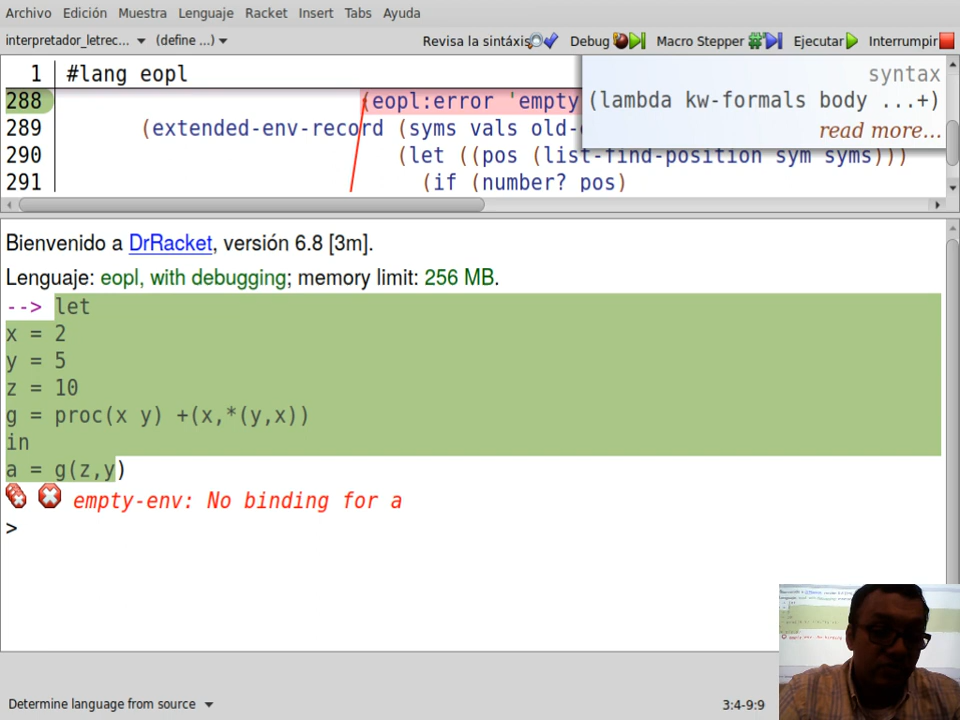 Archivo Edición Muestra Lenguaje Racket Insert Tabs Ayuda
interpretador_letrec... (define ...) Revisa la sintáxis Debug Macro Stepper Ejecutar Interrumpir
1 #lang eopl
syntax
288 (eopl:error 'empty
(lambda kw-formals body ...+)
289 (extended-env-record (syms vals old-
read more...
290 (let ((pos (list-find-position sym syms)))
291 (if (number? pos)
Bienvenido a DrRacket, versión 6.8 [3m].
Lenguaje: eopl, with debugging; memory limit: 256 MB.
--> let
x = 2
y = 5
z = 10
g = proc(x y) +(x,*(y,x))
in
a = g(z,y)
empty-env: No binding for a
>
Determine language from source 3:4-9:9